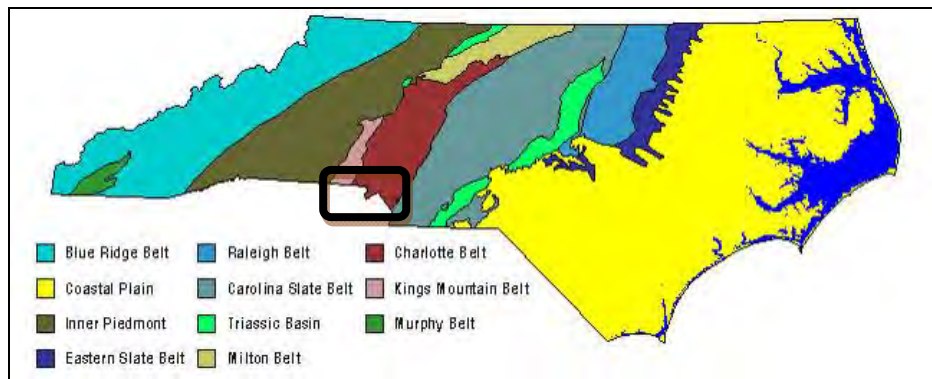 Blue Ridge Belt
Raleigh Belt
Charlotte Belt
Coastal Plain
Carolina Slate Belt
Kings Mountain Belt
Inner Piedmont
Triassic Basin
Murphy Belt
Eastern Slate Belt
Milton Belt